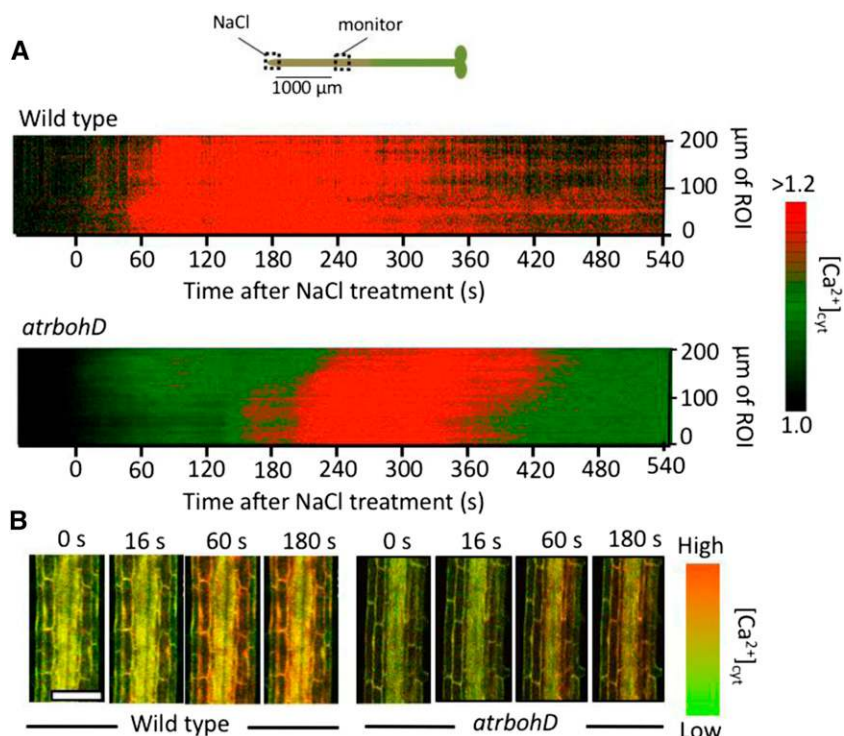 A
NaCl
monitor
1000 µm
Wild type
200
100
0
µm of ROI
0 60 120 180 240 300 360 420 480 540
Time after NaCl treatment (s)
atrbohD
200
100
0
µm of ROI
0 60 120 180 240 300 360 420 480 540
Time after NaCl treatment (s)
>1.2
[Ca²⁺]cyt
1.0
B
0 s 16 s 60 s 180 s 0 s 16 s 60 s 180 s
Wild type atrbohD
High
[Ca²⁺]cyt
Low